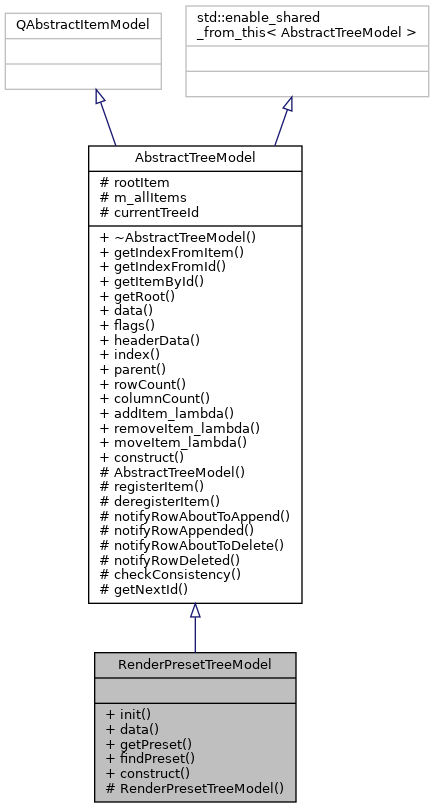 QAbstractItemModel
std::enable_shared
_from_this< AbstractTreeModel >
AbstractTreeModel
# rootItem
# m_allItems
# currentTreeId
+ ~AbstractTreeModel()
+ getIndexFromItem()
+ getIndexFromId()
+ getItemById()
+ getRoot()
+ data()
+ flags()
+ headerData()
+ index()
+ parent()
+ rowCount()
+ columnCount()
+ addItem_lambda()
+ removeItem_lambda()
+ moveItem_lambda()
+ construct()
# AbstractTreeModel()
# registerItem()
# deregisterItem()
# notifyRowAboutToAppend()
# notifyRowAppended()
# notifyRowAboutToDelete()
# notifyRowDeleted()
# checkConsistency()
# getNextId()
RenderPresetTreeModel
+ init()
+ data()
+ getPreset()
+ findPreset()
+ construct()
# RenderPresetTreeModel()